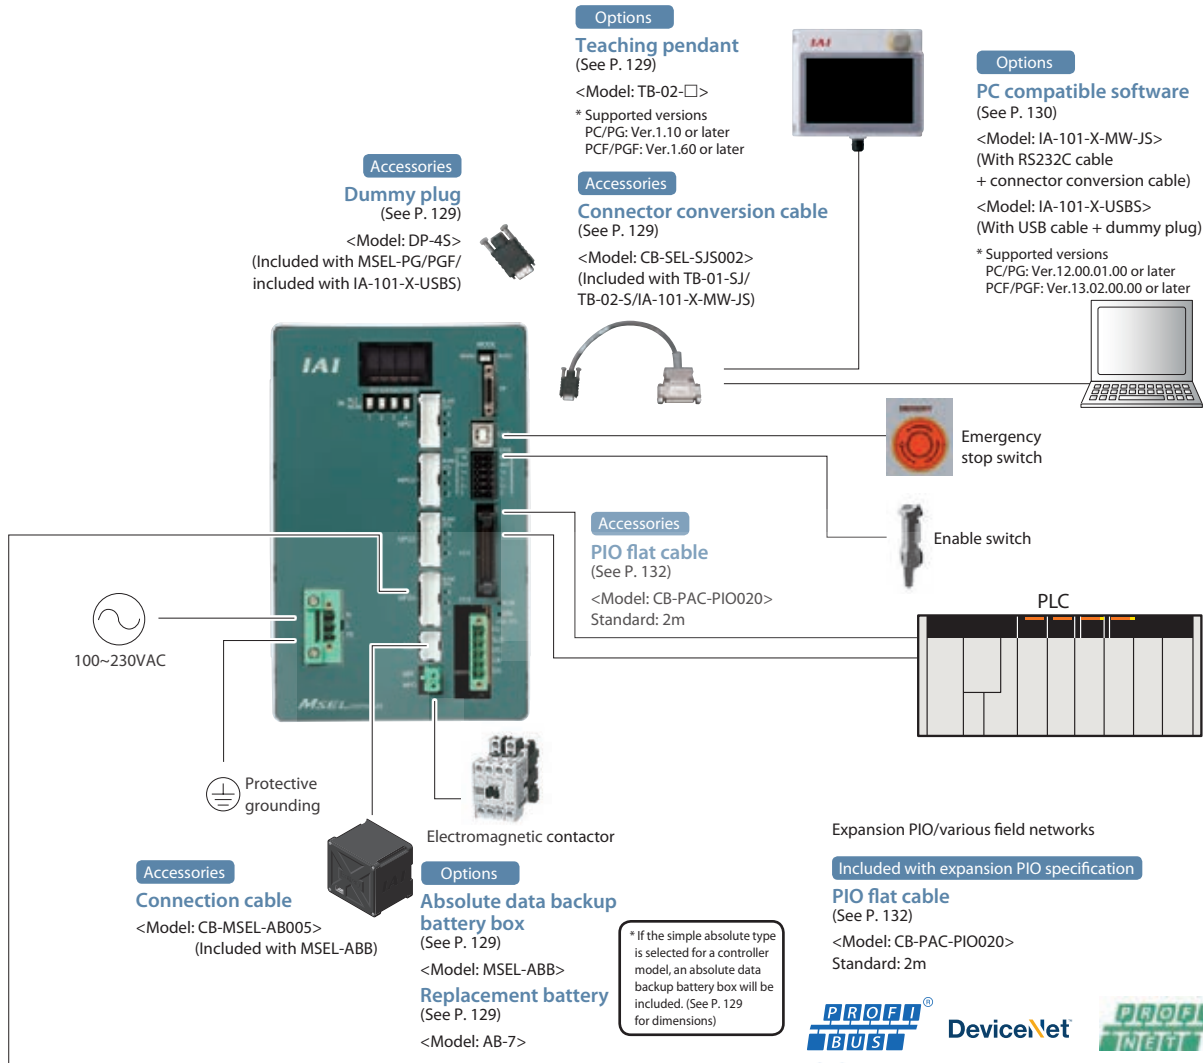 Options
Teaching pendant
(See P. 129)
<Model: TB-02-□>
* Supported versions
PC/PG: Ver.1.10 or later
PCF/PGF: Ver.1.60 or later
IAI
Options
PC compatible software
(See P. 130)
<Model: IA-101-X-MW-JS>
(With RS232C cable
+ connector conversion cable)
<Model: IA-101-X-USBS>
(With USB cable + dummy plug)
* Supported versions
PC/PG: Ver.12.00.01.00 or later
PCF/PGF: Ver.13.02.00.00 or later
Accessories
Dummy plug
(See P. 129)
<Model: DP-4S>
(Included with MSEL-PG/PGF/
included with IA-101-X-USBS)
Accessories
Connector conversion cable
(See P. 129)
<Model: CB-SEL-SJS002>
(Included with TB-01-SJ/
TB-02-S/IA-101-X-MW-JS)
IAI
MODE
Emergency
stop switch
Enable switch
Accessories
PIO flat cable
(See P. 132)
<Model: CB-PAC-PIO020>
Standard: 2m
PLC
100~230VAC
MSEL
Protective
grounding
Electromagnetic contactor
Accessories
Connection cable
<Model: CB-MSEL-AB005>
(Included with MSEL-ABB)
Options
Absolute data backup
battery box
(See P. 129)
<Model: MSEL-ABB>
Replacement battery
(See P. 129)
<Model: AB-7>
* If the simple absolute type
is selected for a controller
model, an absolute data
backup battery box will be
included. (See P. 129
for dimensions)
Expansion PIO/various field networks
Included with expansion PIO specification
PIO flat cable
(See P. 132)
<Model: CB-PAC-PIO020>
Standard: 2m
PROFI
BUS
®
DeviceNet
PROFI
NET